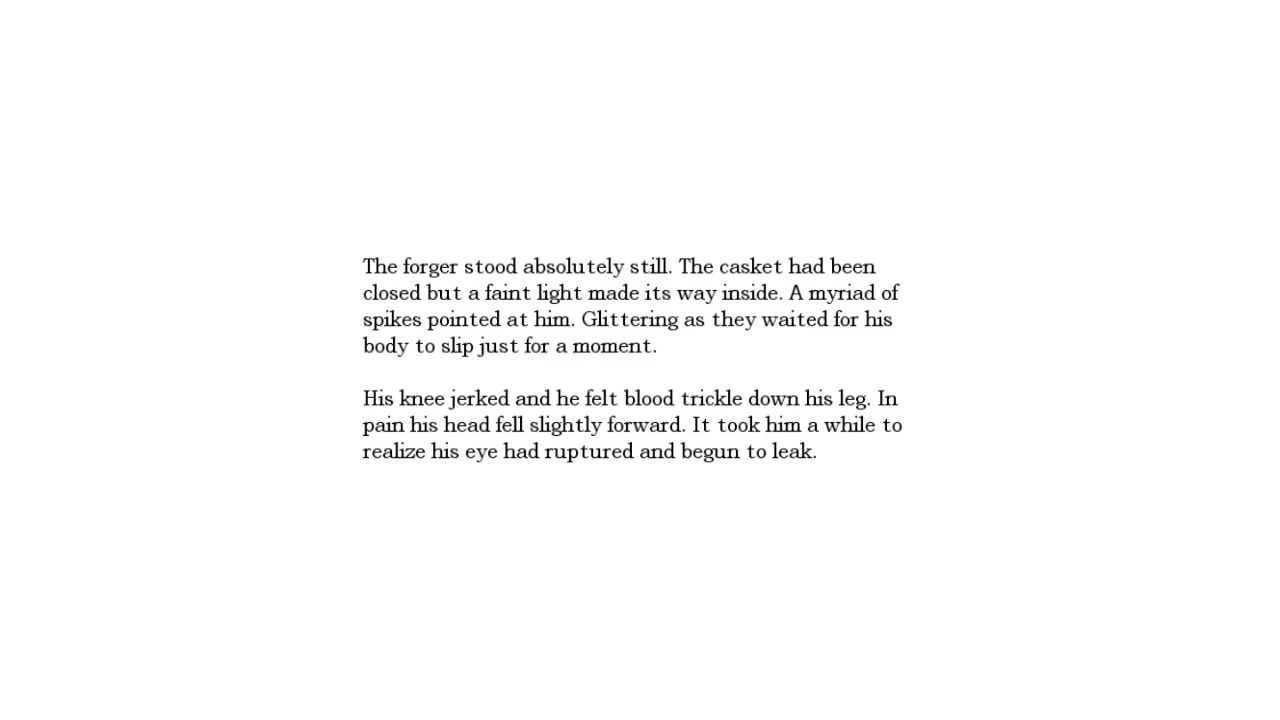 The forger stood absolutely still. The casket had been
closed but a faint light made its way inside. A myriad of
spikes pointed at him. Glittering as they waited for his
body to slip just for a moment.
His knee jerked and he felt blood trickle down his leg. In
pain his head fell slightly forward. It took him a while to
realize his eye had ruptured and begun to leak.